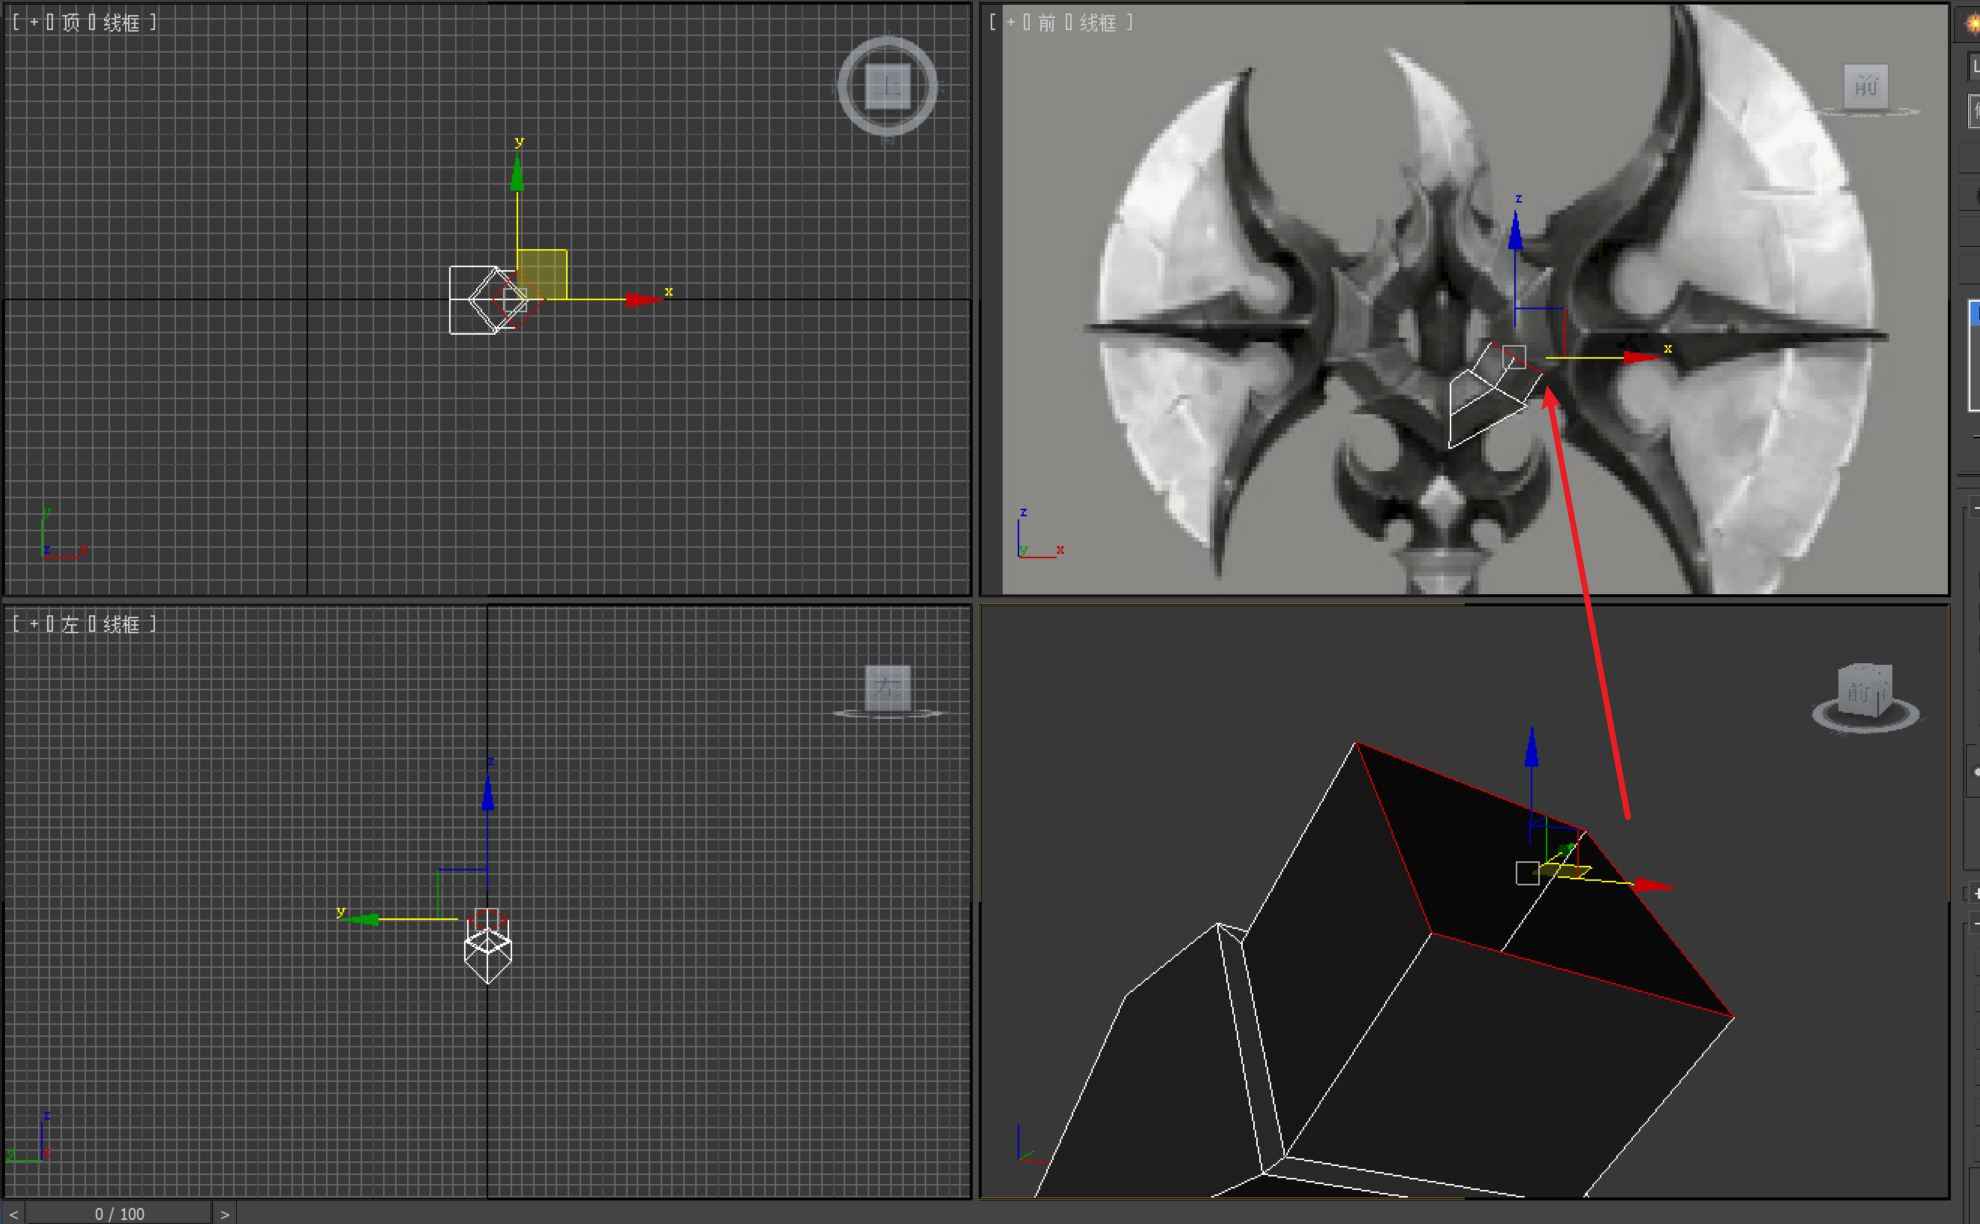 [ + ▯ 顶 ▯ 线框 ]
上
y
x
y
z x
[ + ▯ 前 ▯ 线框 ]
前
z
x
z
y x
[ + ▯ 左 ▯ 线框 ]
左
z
y
z
y x
前
< 0 / 100 >